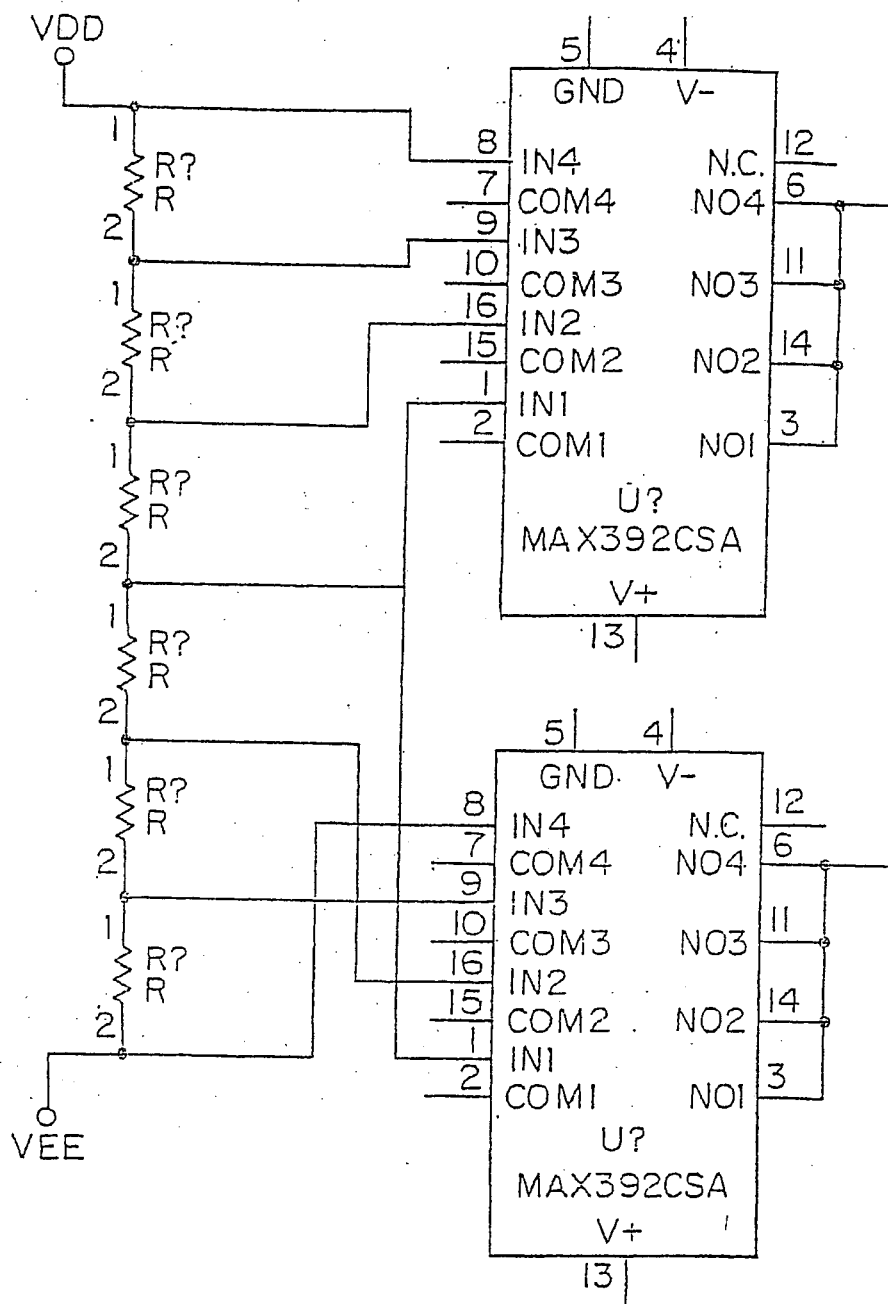 VDD
5 4
GND V-
1
R?
R
2
1
R?
R
2
1
R?
R
2
1
R?
R
2
1
R?
R
2
1
R?
R
2
VEE
8 IN4 N.C. 12
7 COM4 NO4 6
9 IN3
10 COM3 NO3 11
16 IN2
15 COM2 NO2 14
1 IN1
2 COM1 NO1 3
U?
MAX392CSA
V+
13
5 4
GND V-
8 IN4 N.C. 12
7 COM4 NO4 6
9 IN3
10 COM3 NO3 11
16 IN2
15 COM2 NO2 14
1 IN1
2 COM1 NO1 3
U?
MAX392CSA
V+
13